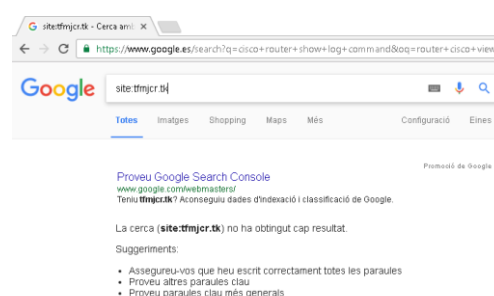 site:tfmjcr.tk - Cerca amb
https://www.google.es/search?q=cisco+router+show+log+command&oq=router+cisco+view
Google
site:tfmjcr.tk
Totes Imatges Shopping Maps Més Configuració Eines
Promoció de Google
Proveu Google Search Console
www.google.com/webmasters/
Teniu tfmjcr.tk? Aconseguiu dades d'indexació i classificació de Google.
La cerca (site:tfmjcr.tk) no ha obtingut cap resultat.
Suggeriments:
• Assegureu-vos que heu escrit correctament totes les paraules
• Proveu altres paraules clau
• Proveu paraules clau més generals